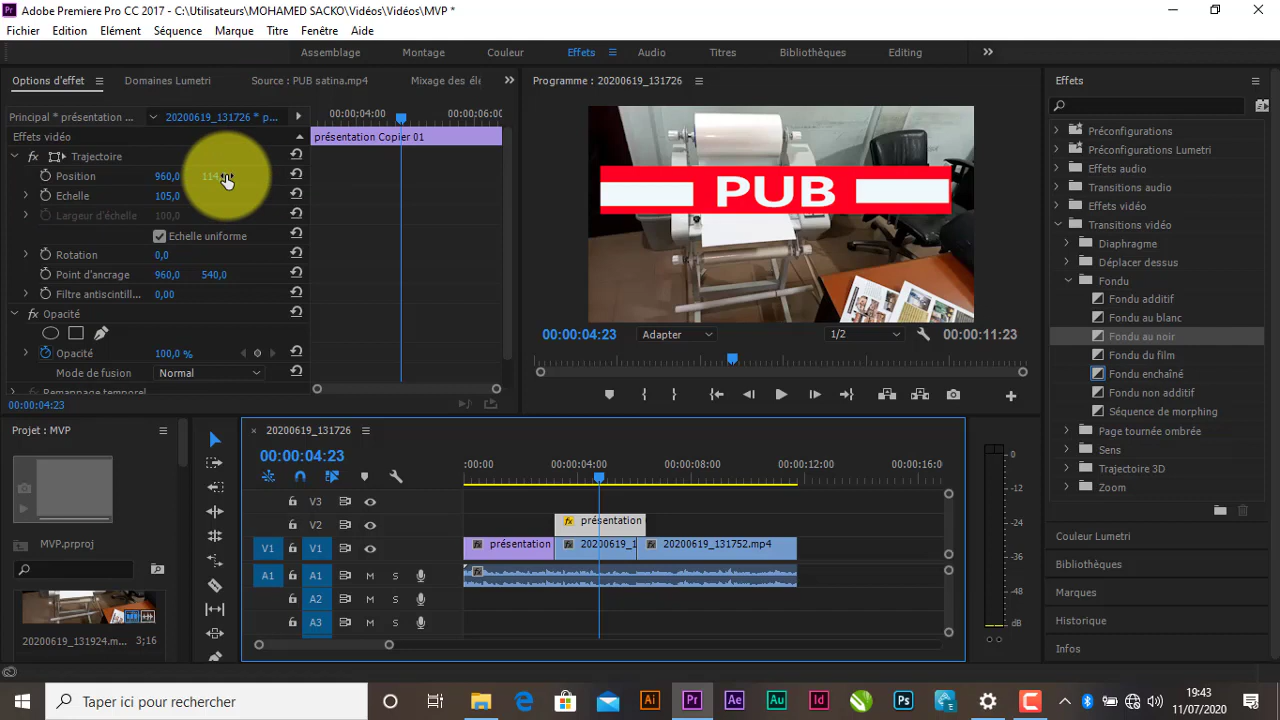 Adobe Premiere Pro CC 2017 - C:\Utilisateurs\MOHAMED SACKO\Vidéos\Vidéos\MVP *
Fichier Edition Elément Séquence Marque Titre Fenêtre Aide
Assemblage Montage Couleur Effets Audio Titres Bibliothèques Editing
Options d'effet Domaines Lumetri Source : PUB satina.mp4 Mixage des élé
Programme : 20200619_131726
Effets
Principal * présentation ... 20200619_131726 * p...
00:00:04:00 00:00:06:00
Effets vidéo
présentation Copier 01
Trajectoire
Position 960,0
Echelle 105,0
Largeur d'échelle 100,0
Echelle uniforme
Rotation 0,0
Point d'ancrage 960,0 540,0
Filtre antiscintill... 0,00
Opacité
Opacité 100,0 %
Mode de fusion Normal
Remappage temporel
00:00:04:23
PUB
00:00:04:23 Adapter 1/2 00:00:11:23
Préconfigurations
Préconfigurations Lumetri
Effets audio
Transitions audio
Effets vidéo
Transitions vidéo
Diaphragme
Déplacer dessus
Fondu
Fondu additif
Fondu au blanc
Fondu au noir
Fondu du film
Fondu enchaîné
Fondu non additif
Séquence de morphing
Page tournée ombrée
Sens
Trajectoire 3D
Zoom
Couleur Lumetri
Bibliothèques
Marques
Historique
Infos
Projet : MVP
MVP.prproj
20200619_131924.m... 3;16
20200619_131726
00:00:04:23
:00:00 00:00:04:00 00:00:08:00 00:00:12:00 00:00:16:0
V3
V2 présentation
V1 V1 présentation 20200619_1 20200619_131752.mp4
A1 A1 M S
A2 M S
A3 M S
0
-12
-24
-36
-48
dB
S S
Taper ici pour rechercher
Ai Pr Ae Au Id Ps
19:43
11/07/2020